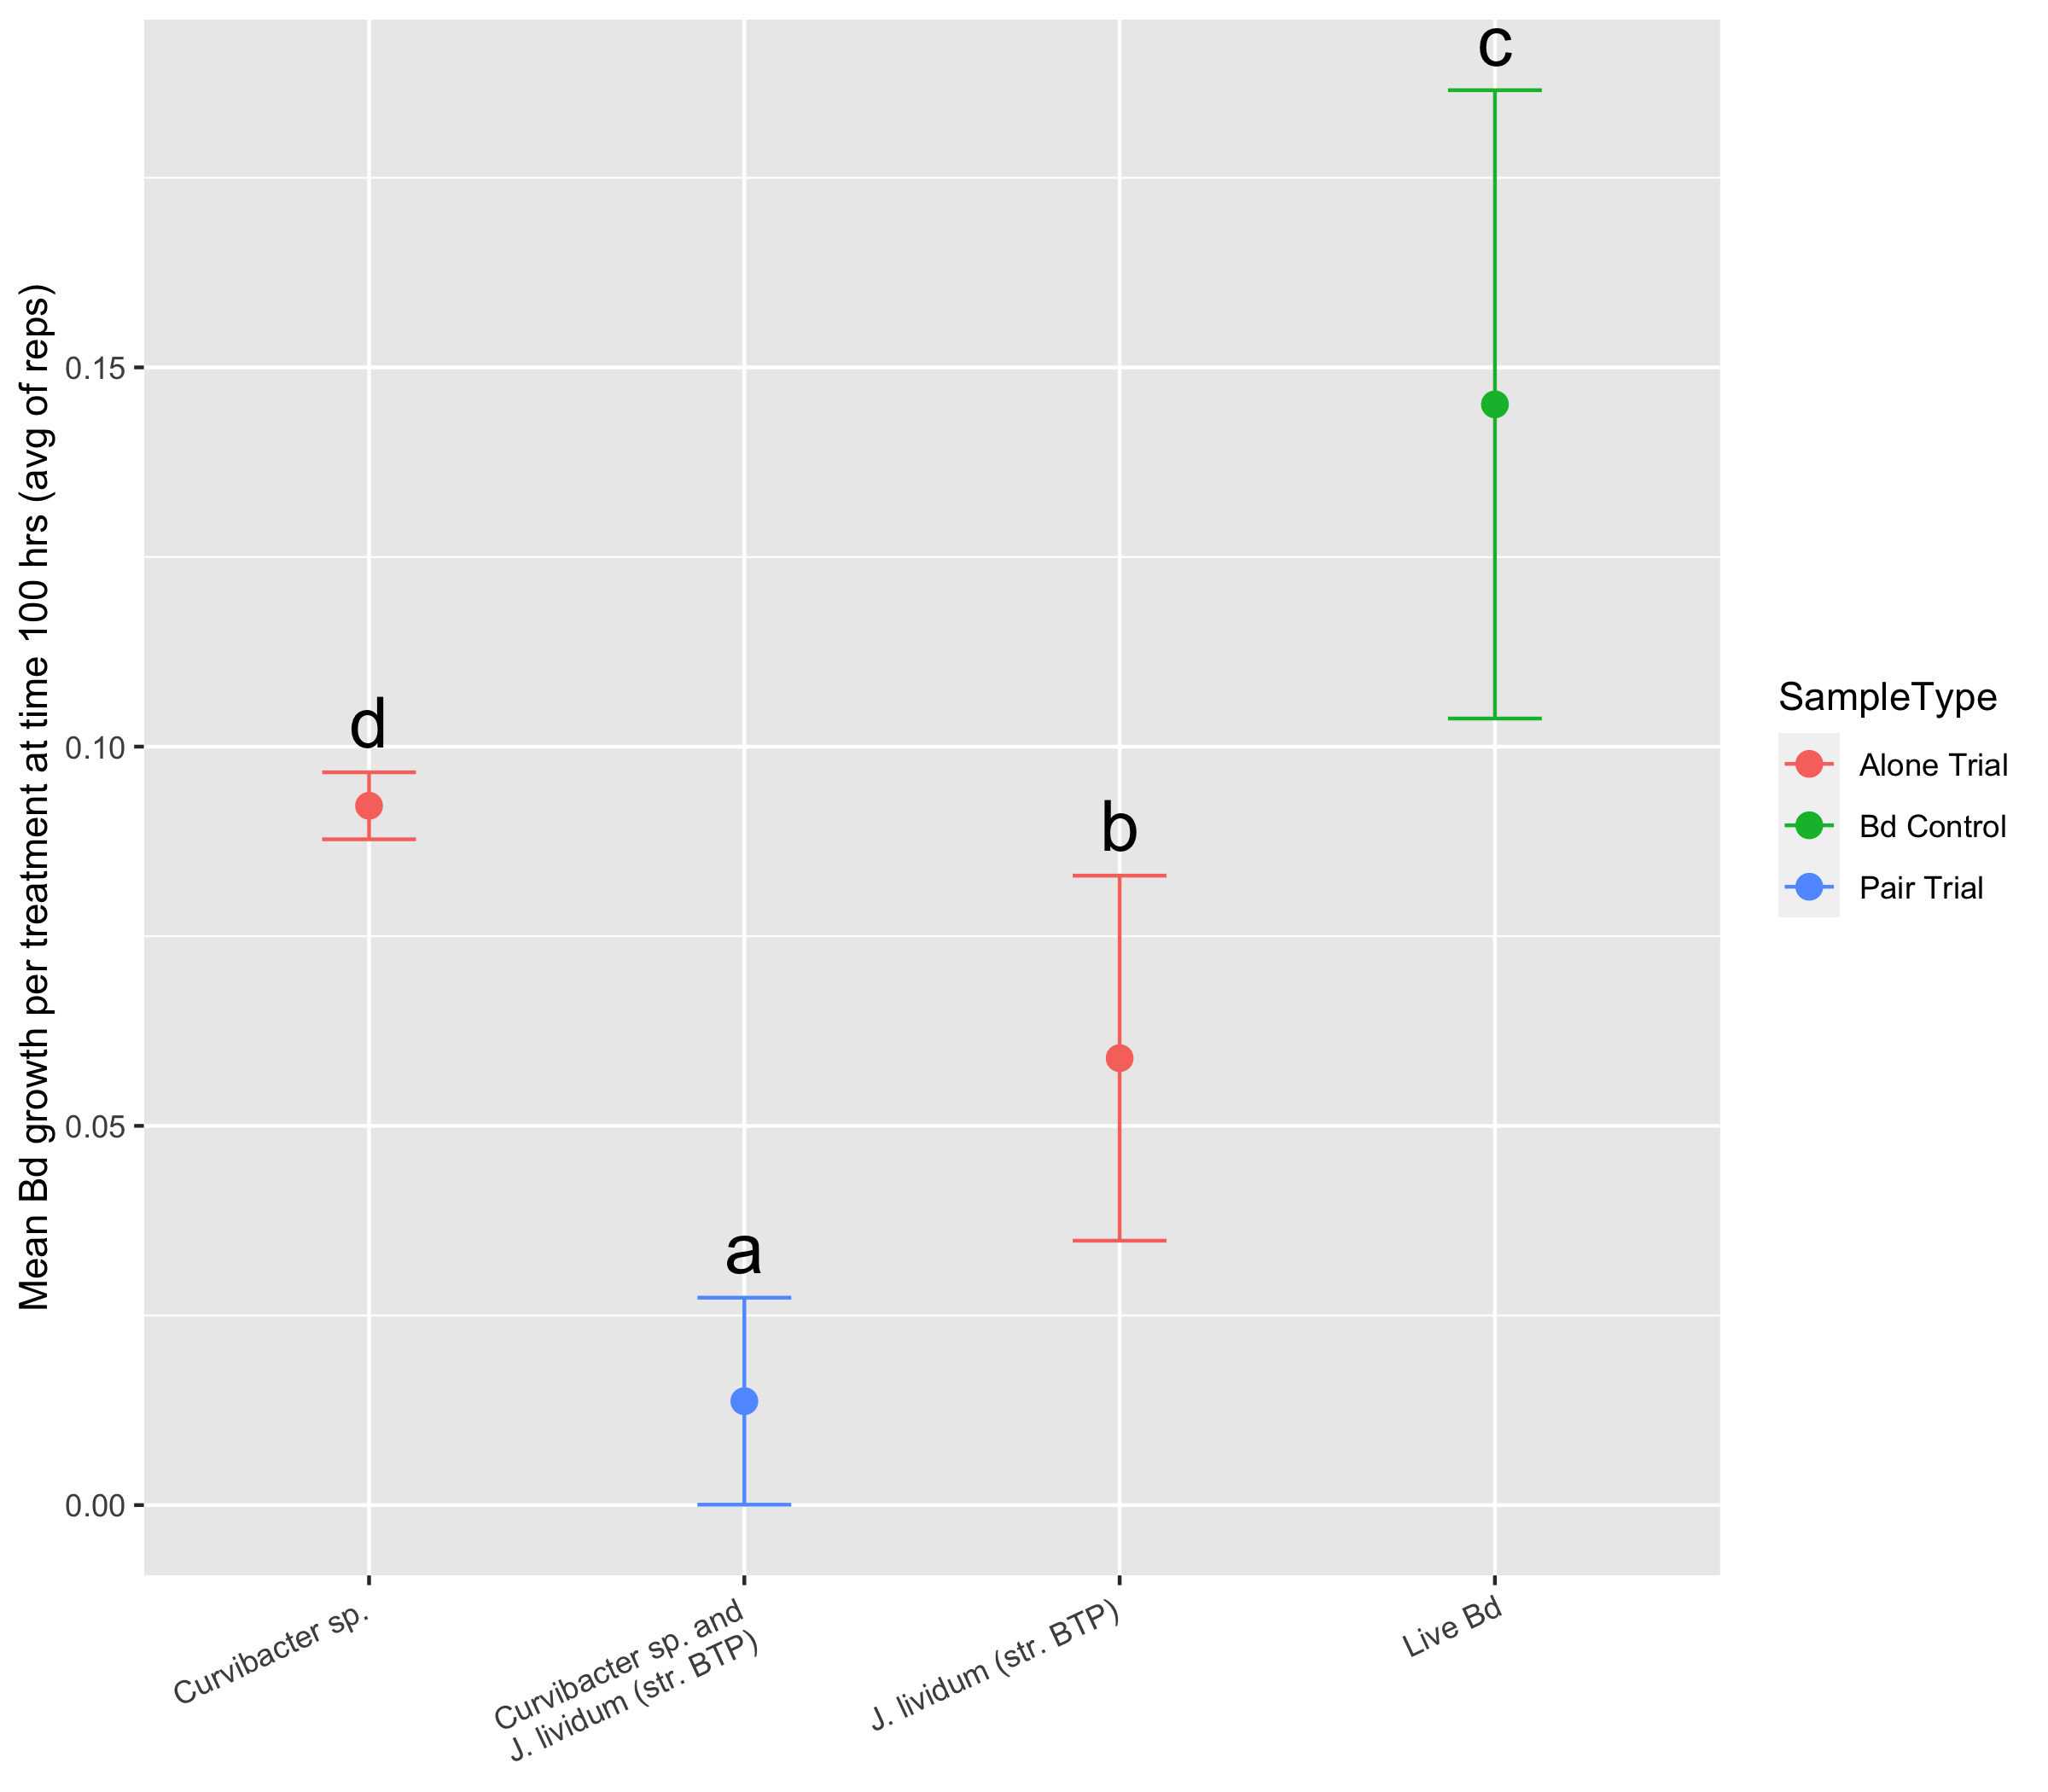 Mean Bd growth per treatment at time 100 hrs (avg of reps)
0.15
0.10
0.05
0.00
d
a
b
c
Curvibacter sp.
Curvibacter sp. and
J. lividum (str. BTP)
J. lividum (str. BTP)
Live Bd
SampleType
Alone Trial
Bd Control
Pair Trial